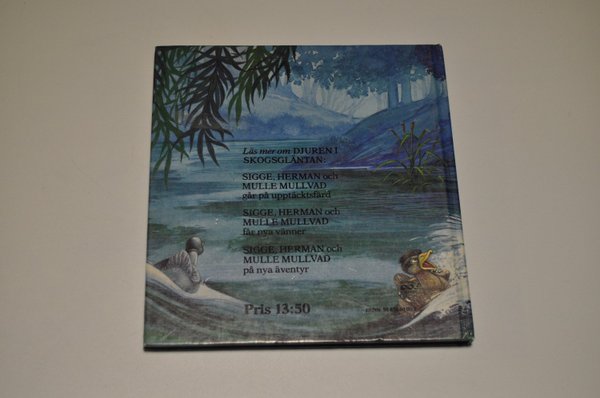 Läs mer om DJUREN I
SKOGSGLÄNTAN:
SIGGE, HERMAN och
MULLE MULLVAD
går på upptäcktsfärd
SIGGE, HERMAN och
MULLE MULLVAD
får nya vänner
SIGGE, HERMAN och
MULLE MULLVAD
på nya äventyr
Pris 13:50